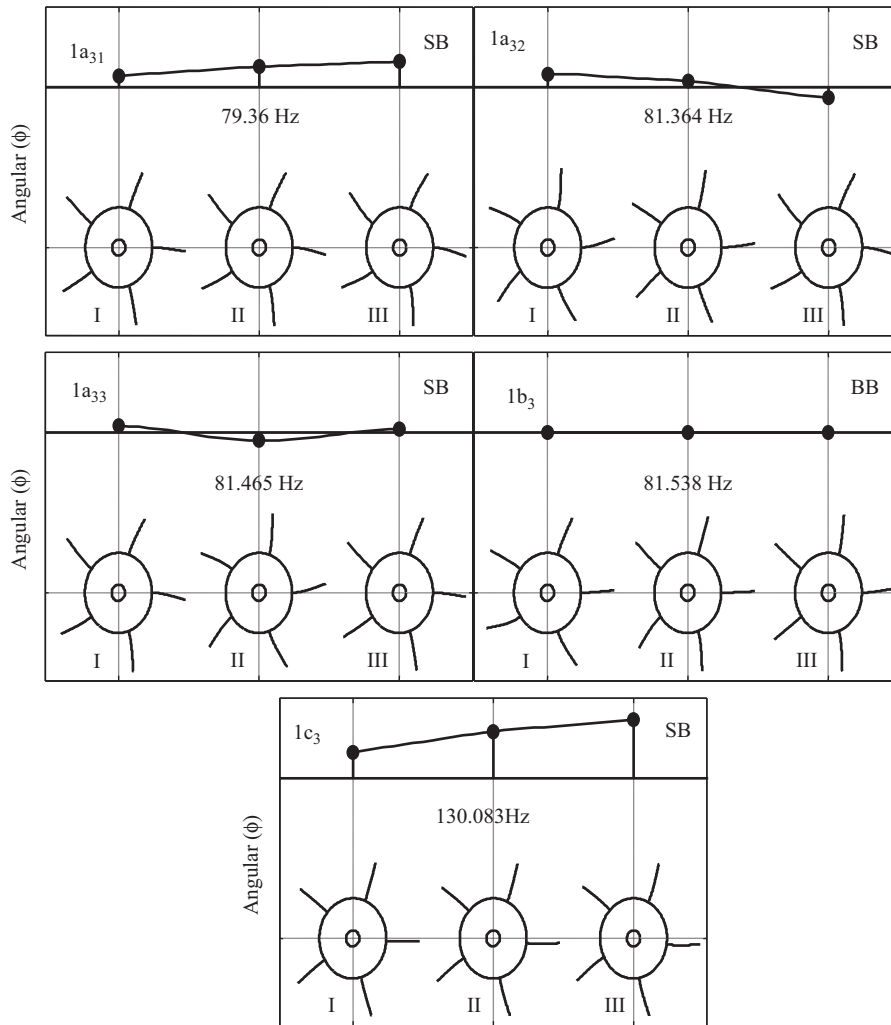 1a31 SB
79.36 Hz
Angular (ϕ)
I II III
1a32 SB
81.364 Hz
I II III
1a33 SB
81.465 Hz
Angular (ϕ)
I II III
1b3 BB
81.538 Hz
I II III
1c3 SB
130.083Hz
Angular (ϕ)
I II III